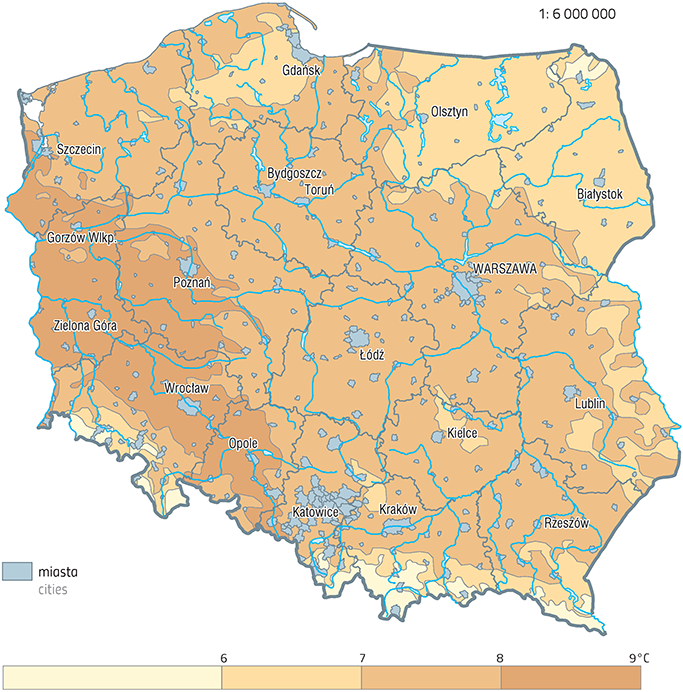 1: 6 000 000
Gdańsk
Olsztyn
Szczecin
Bydgoszcz
Toruń
Białystok
Gorzów Wlkp.
WARSZAWA
Poznań
Zielona Góra
Łódź
Wrocław
Lublin
Kielce
Opole
Katowice
Kraków
Rzeszów
miasta
cities
6 7 8 9°C